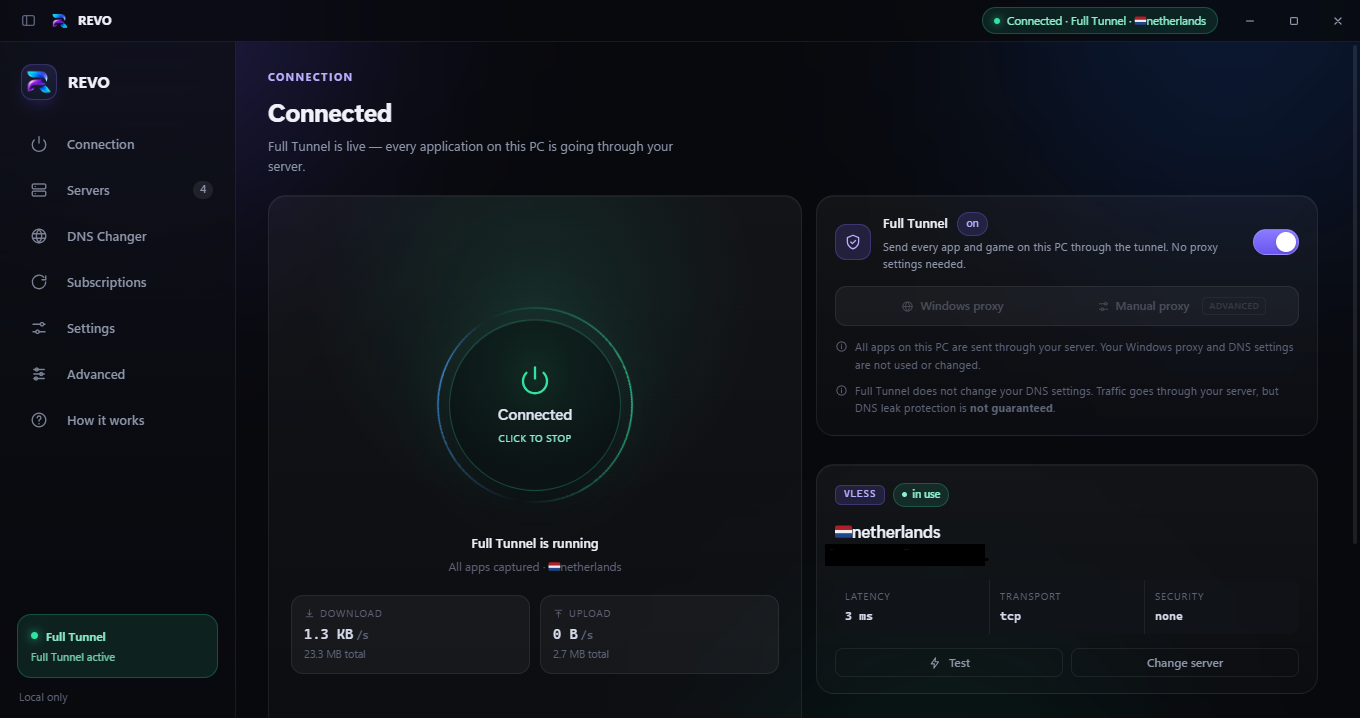 REVO
Connected · Full Tunnel · netherlands
REVO
Connection
Servers 4
DNS Changer
Subscriptions
Settings
Advanced
How it works
Full Tunnel
Full Tunnel active
Local only
CONNECTION
Connected
Full Tunnel is live — every application on this PC is going through your
server.
Connected
CLICK TO STOP
Full Tunnel is running
All apps captured · netherlands
DOWNLOAD
1.3 KB /s
23.3 MB total
UPLOAD
0 B /s
2.7 MB total
Full Tunnel on
Send every app and game on this PC through the tunnel. No proxy
settings needed.
Windows proxy
Manual proxy ADVANCED
All apps on this PC are sent through your server. Your Windows proxy and DNS settings
are not used or changed.
Full Tunnel does not change your DNS settings. Traffic goes through your server, but
DNS leak protection is not guaranteed.
VLESS in use
netherlands
LATENCY
3 ms
TRANSPORT
tcp
SECURITY
none
Test
Change server